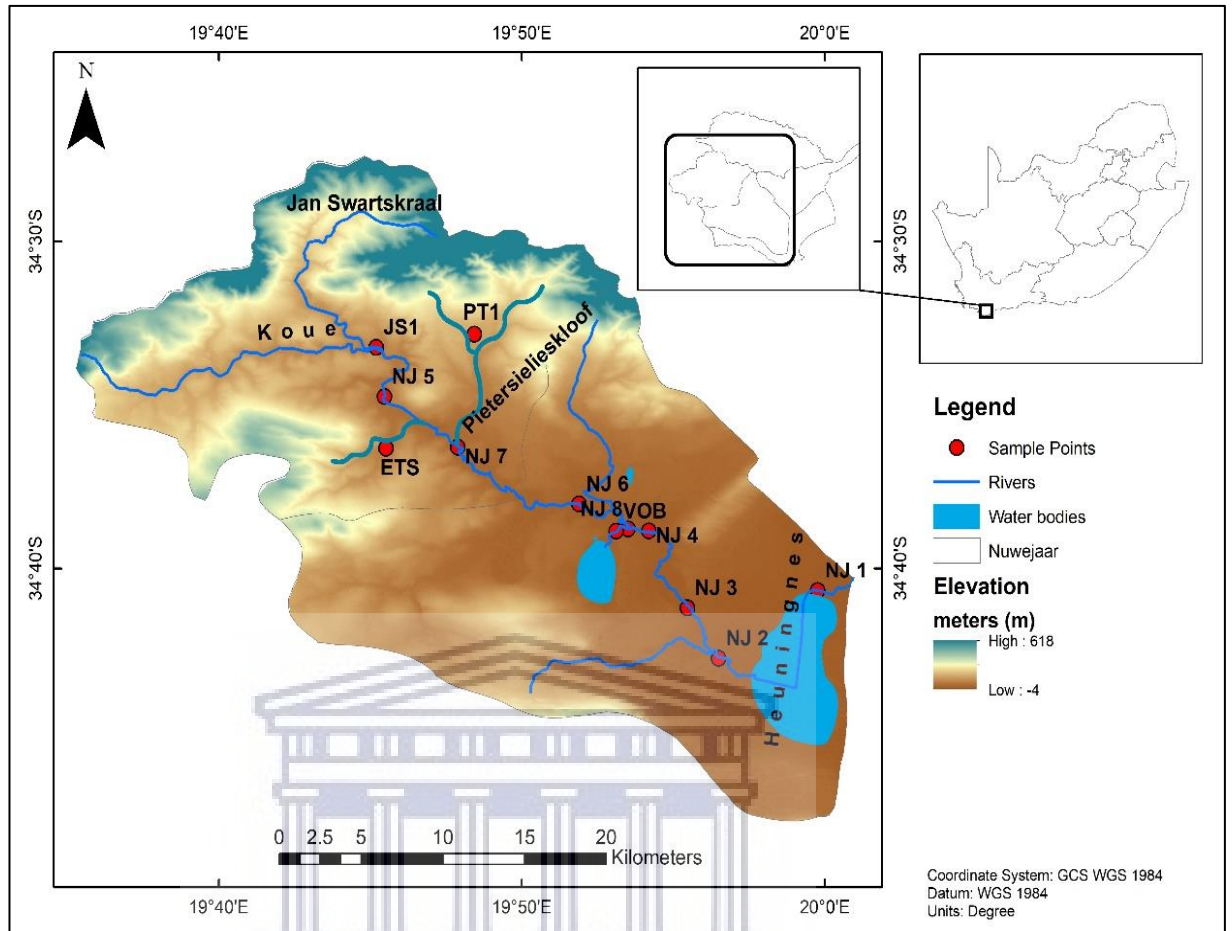 19°40'E 19°50'E 20°0'E
N
34°30'S
34°30'S
Jan Swartskraal
Koue
JS1
PT1
Pietersielieskloof
NJ 5
ETS
NJ 7
NJ 6
NJ 8
VOB
NJ 4
34°40'S
34°40'S
NJ 3
NJ 1
NJ 2
Heuningnes
0 2.5 5 10 15 20
Kilometers
19°40'E 19°50'E 20°0'E
Legend
Sample Points
Rivers
Water bodies
Nuwejaar
Elevation
meters (m)
High : 618
Low : -4
Coordinate System: GCS WGS 1984
Datum: WGS 1984
Units: Degree